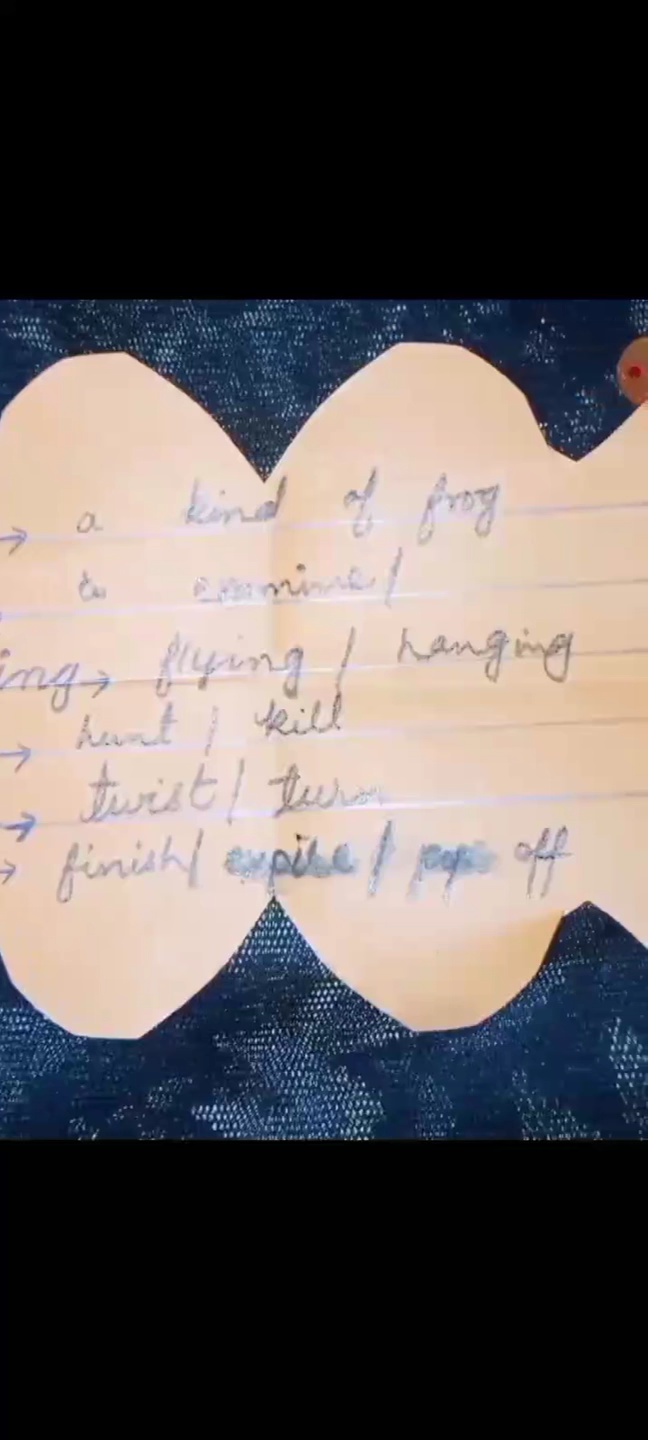 → a kind of frog
to examine/
ing→ flying / hanging
→ hunt / kill
→ twist / turn
→ finish/ expire / off